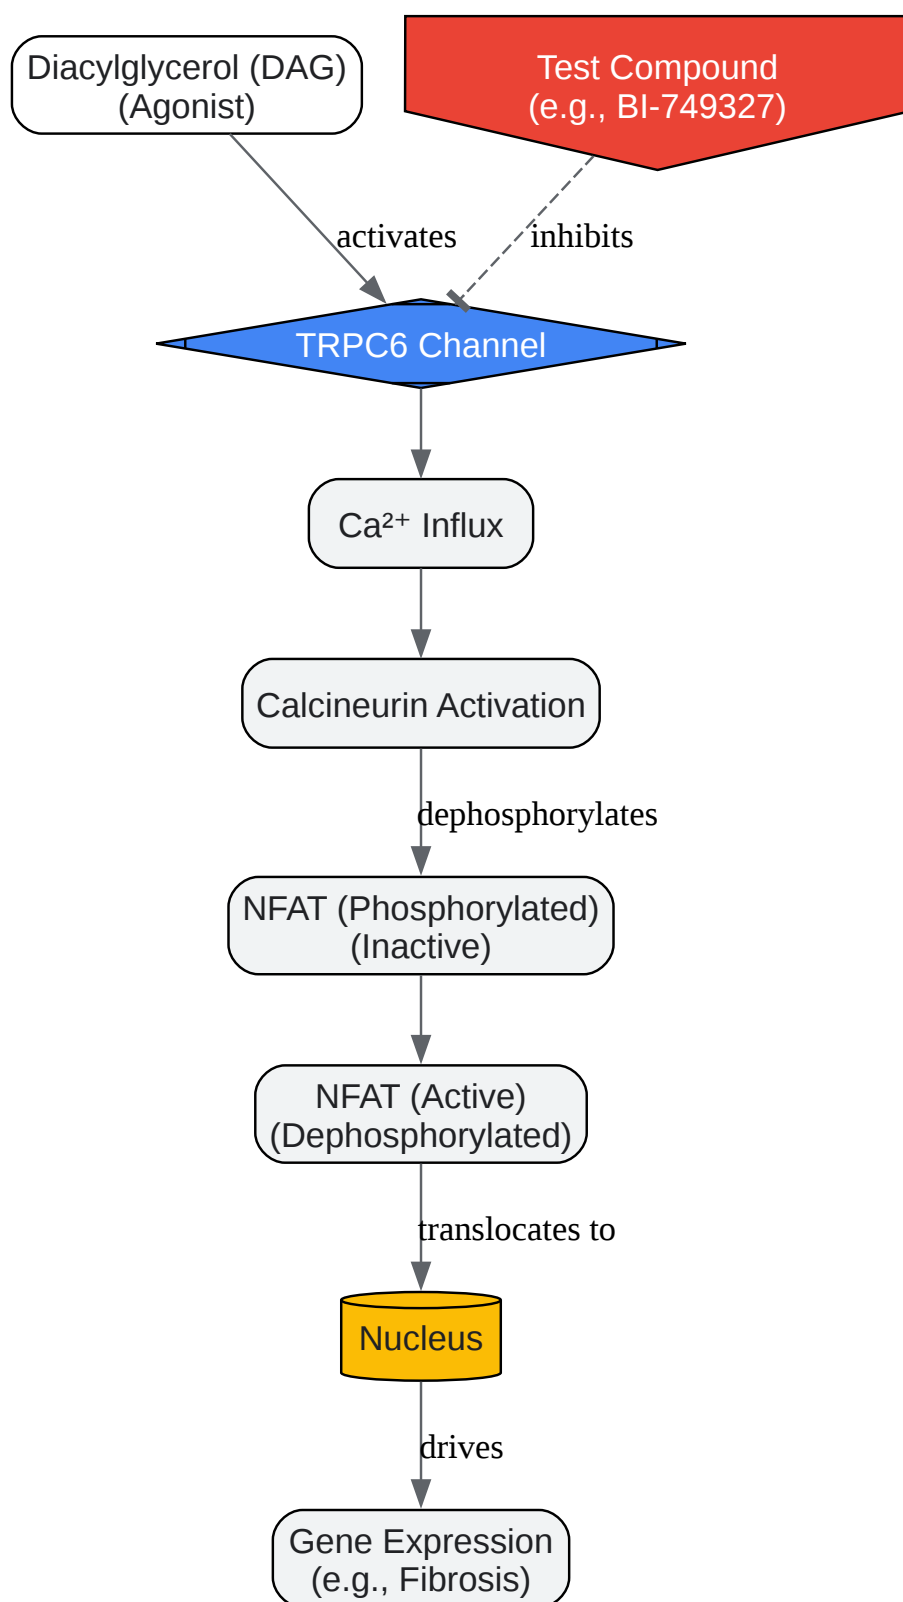 Diacylglycerol (DAG)
(Agonist)
Test Compound
(e.g., BI-749327)
activates
inhibits
TRPC6 Channel
Ca²⁺ Influx
Calcineurin Activation
dephosphorylates
NFAT (Phosphorylated)
(Inactive)
NFAT (Active)
(Dephosphorylated)
translocates to
Nucleus
drives
Gene Expression
(e.g., Fibrosis)